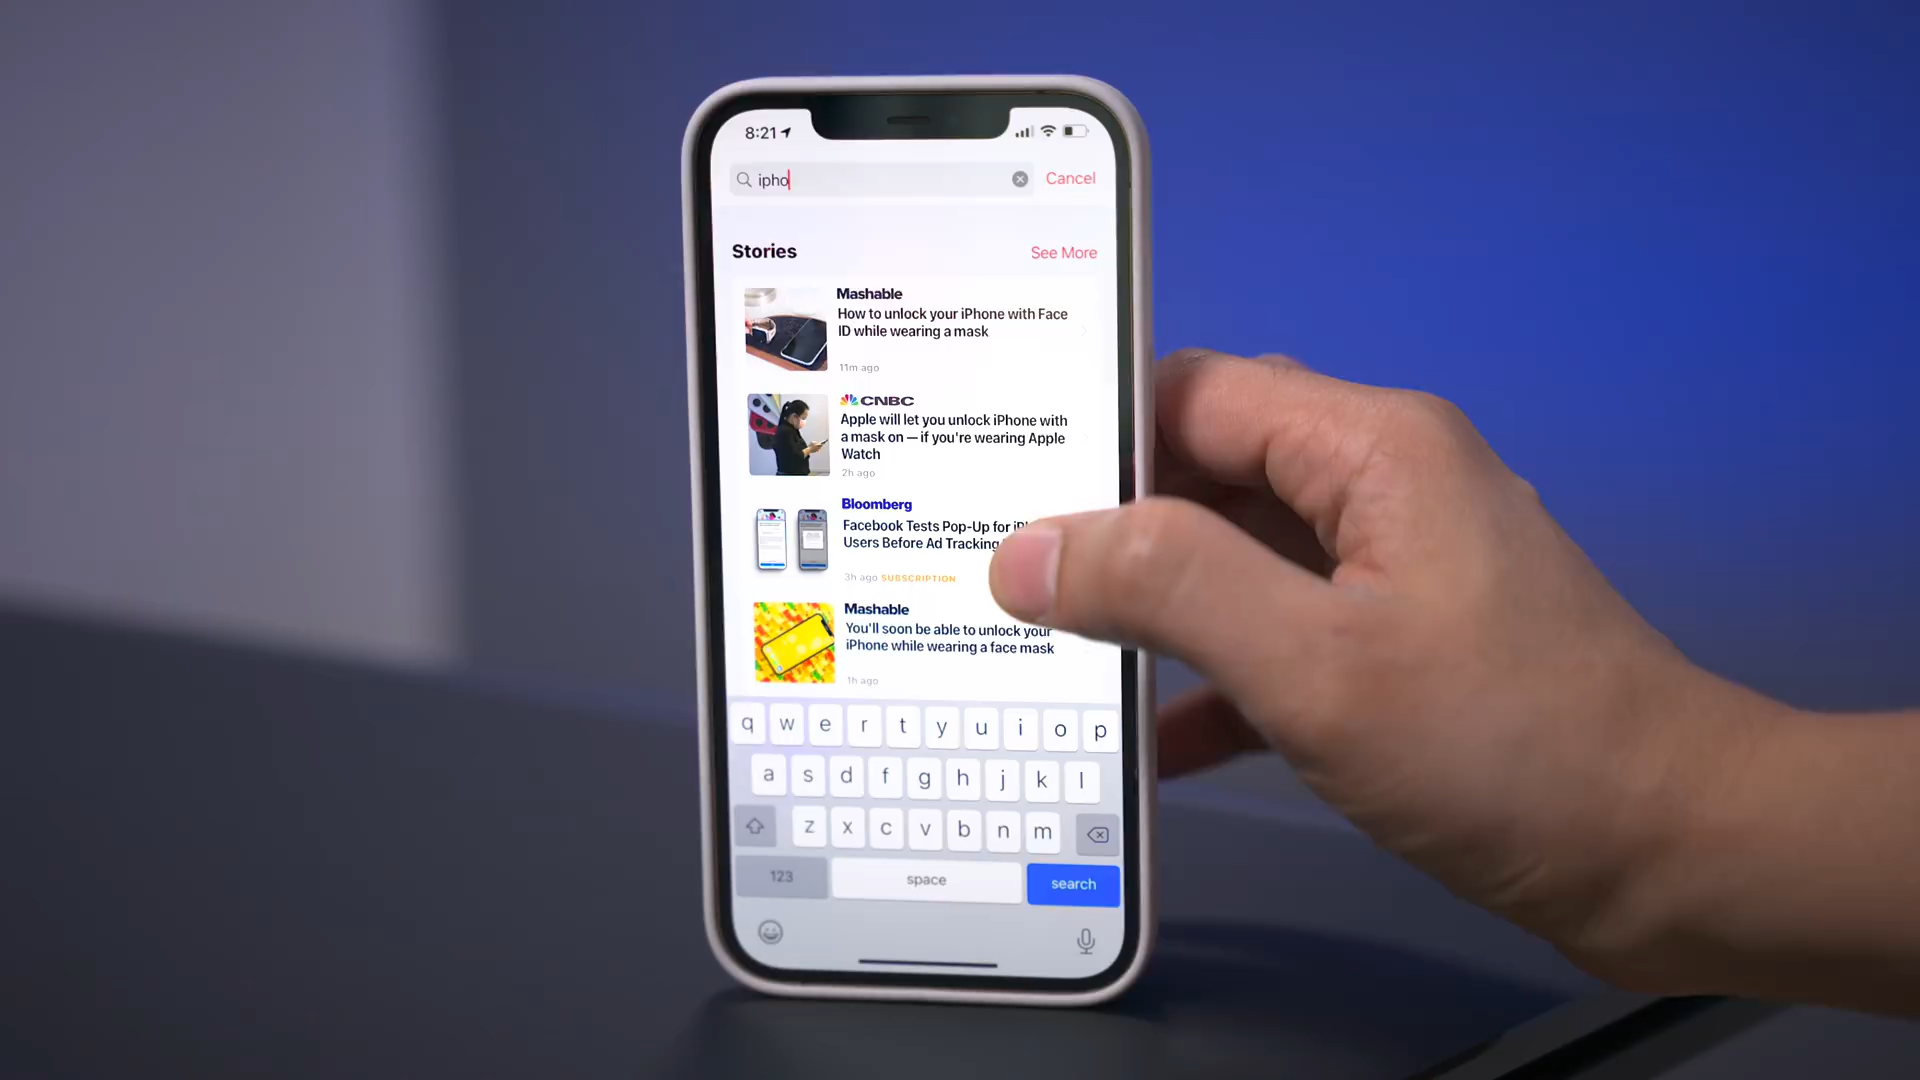 8:21
ipho
Cancel
Stories
See More
Mashable
How to unlock your iPhone with Face
ID while wearing a mask
11m ago
CNBC
Apple will let you unlock iPhone with
a mask on — if you're wearing Apple
Watch
2h ago
Bloomberg
Facebook Tests Pop-Up for
Users Before Ad Tracking
3h ago SUBSCRIPTION
Mashable
You'll soon be able to unlock your
iPhone while wearing a face mask
1h ago
q w e r t y u i o p
a s d f g h j k l
z x c v b n m
123
space
search